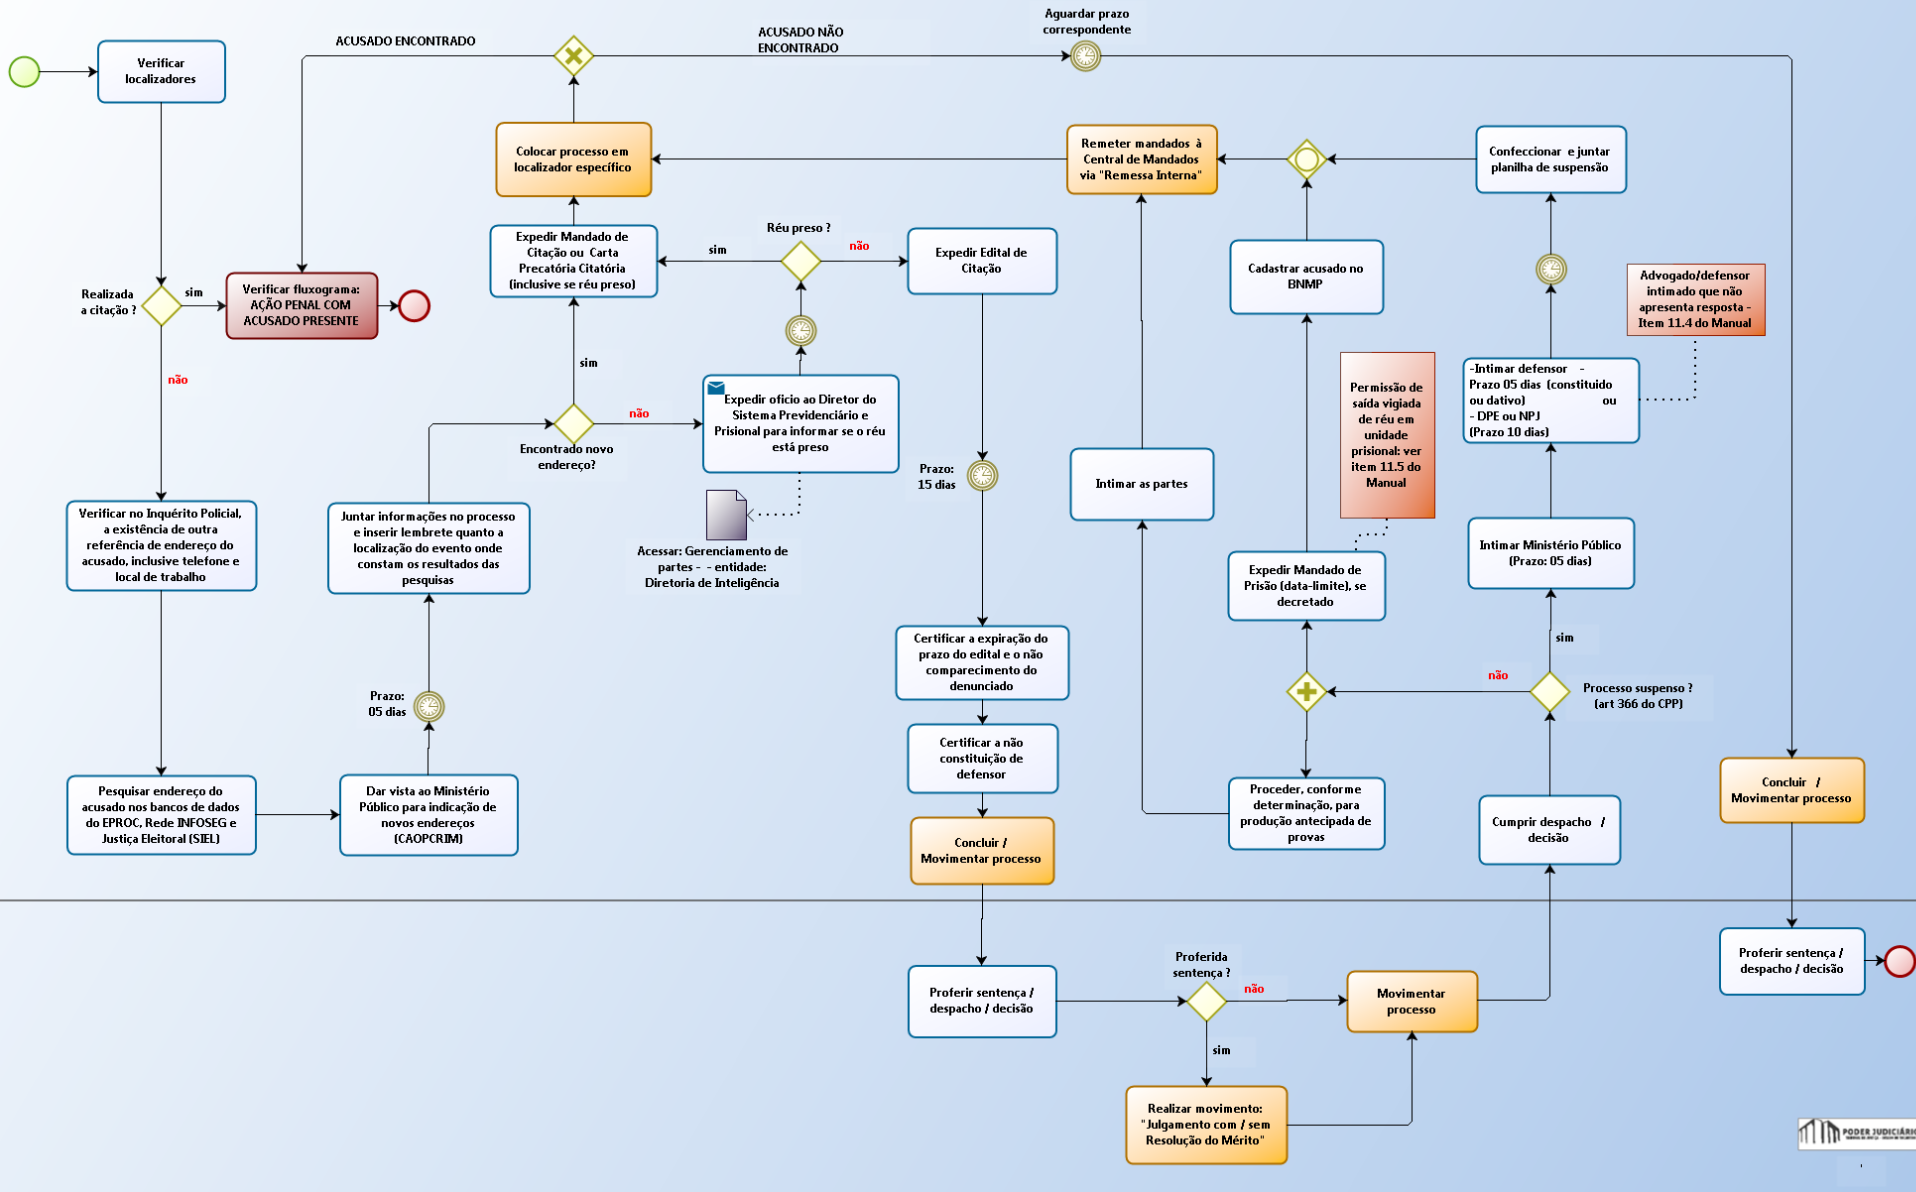 Aguardar prazo
correspondente
ACUSADO ENCONTRADO
ACUSADO NÃO
ENCONTRADO
Verificar
localizadores
Colocar processo em
localizador específico
Remeter mandados à
Central de Mandados
via "Remessa Interna"
Confeccionar e juntar
planilha de suspensão
Realizada
a citação ?
sim
não
Verificar fluxograma:
AÇÃO PENAL COM
ACUSADO PRESENTE
Expedir Mandado de
Citação ou Carta
Precatória Citatória
(inclusive se réu preso)
sim
Réu preso ?
não
Expedir Edital de
Citação
Cadastrar acusado no
BNMP
Advogado/defensor
intimado que não
apresenta resposta -
Item 11.4 do Manual
sim
Encontrado novo
endereço?
não
Expedir oficio ao Diretor do
Sistema Previdenciário e
Prisional para informar se o réu
está preso
Permissão de
saída vigiada
de réu em
unidade
prisional: ver
item 11.5 do
Manual
-Intimar defensor -
Prazo 05 dias (constituido
ou dativo) ou
- DPE ou NPJ
(Prazo 10 dias)
Prazo:
15 dias
Intimar as partes
Verificar no Inquérito Policial,
a existência de outra
referência de endereço do
acusado, inclusive telefone e
local de trabalho
Juntar informações no processo
e inserir lembrete quanto a
localização do evento onde
constam os resultados das
pesquisas
Acessar: Gerenciamento de
partes - - entidade:
Diretoria de Inteligência
Intimar Ministério Público
(Prazo: 05 dias)
Expedir Mandado de
Prisão (data-limite), se
decretado
Certificar a expiração do
prazo do edital e o não
comparecimento do
denunciado
sim
não
Processo suspenso ?
(art 366 do CPP)
Prazo:
05 dias
Certificar a não
constituição de
defensor
Pesquisar endereço do
acusado nos bancos de dados
do EPROC, Rede INFOSEG e
Justiça Eleitoral (SIEL)
Dar vista ao Ministério
Público para indicação de
novos endereços
(CAOPCRIM)
Proceder, conforme
determinação, para
produção antecipada de
provas
Cumprir despacho /
decisão
Concluir /
Movimentar processo
Concluir /
Movimentar processo
Proferir sentença /
despacho / decisão
Proferida
sentença ?
não
sim
Movimentar
processo
Proferir sentença /
despacho / decisão
Realizar movimento:
"Julgamento com / sem
Resolução do Mérito"
PODER JUDICIÁRIO